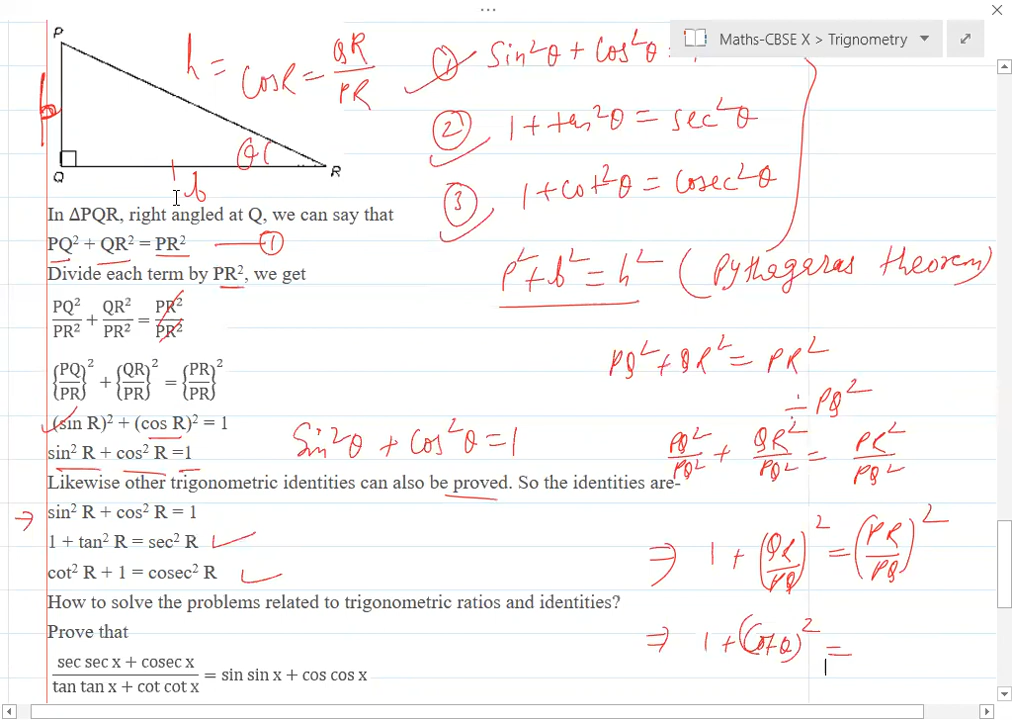 Maths-CBSE X > Trignometry
P
h = cosR = QR/PR
① Sin²θ + Cos²θ =
② 1 + tan²θ = sec²θ
③ 1 + cot²θ = cosec²θ
θ
Q
R
b
In ΔPQR, right angled at Q, we can say that
PQ² + QR² = PR² ①
p² + b² = h² (Pythagaras theorem)
Divide each term by PR², we get
PQ²/PR² + QR²/PR² = PR²/PR²
{PQ/PR}² + {QR/PR}² = {PR/PR}²
(sin R)² + (cos R)² = 1
sin² R + cos² R =1
Sin²θ + Cos²θ = 1
PQ² + QR² = PR²
÷ PQ²
PQ²/PQ² + QR²/PQ² = PR²/PQ²
⇒ 1 + (QR/PQ)² = (PR/PQ)²
⇒ 1 + (Cotθ)² =
Likewise other trigonometric identities can also be proved. So the identities are-
sin² R + cos² R = 1
1 + tan² R = sec² R
cot² R + 1 = cosec² R
How to solve the problems related to trigonometric ratios and identities?
Prove that
sec sec x + cosec x / tan tan x + cot cot x = sin sin x + cos cos x